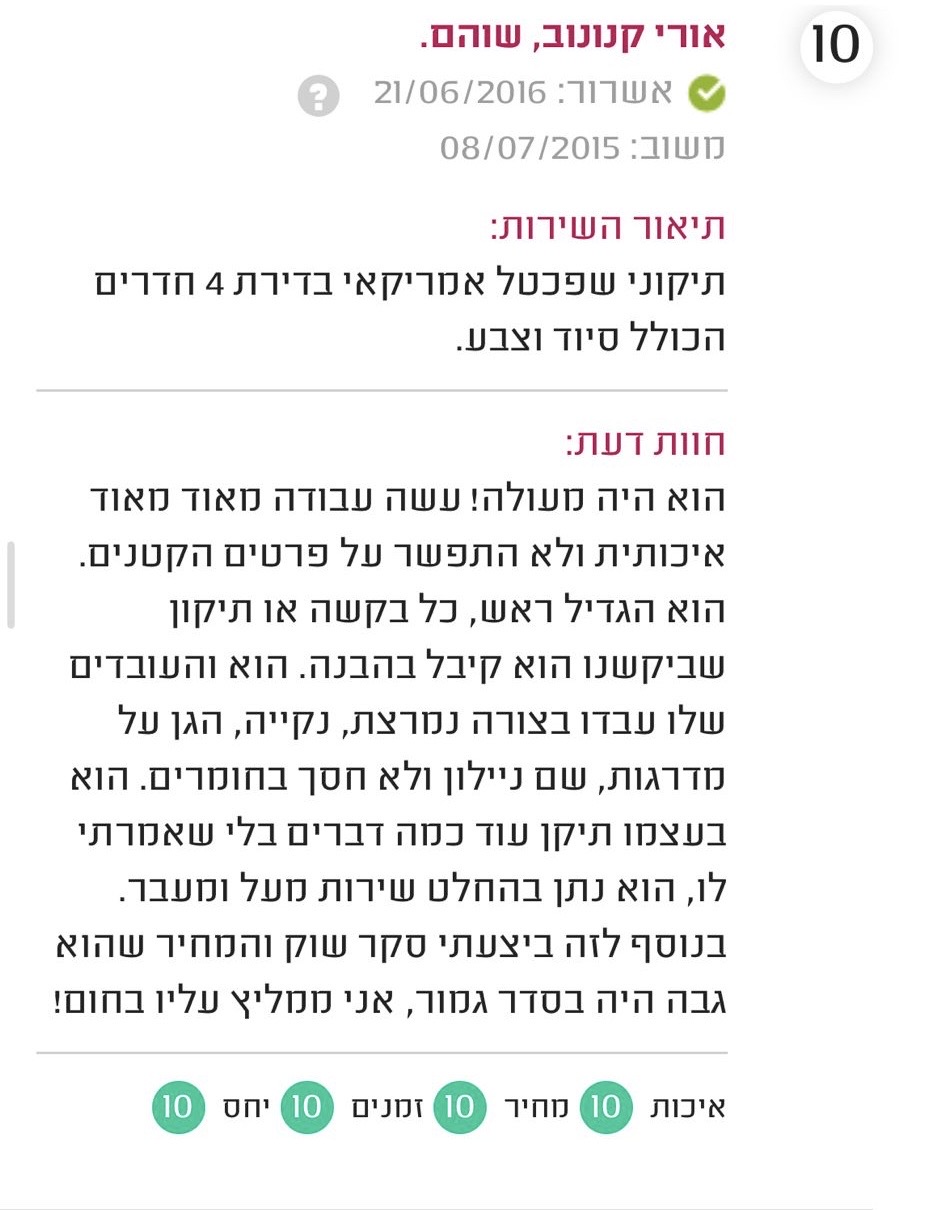 10
אורי קנונוב, שוהם.
אשרור: 21/06/2016 ?
משוב: 08/07/2015
תיאור השירות:
תיקוני שפכטל אמריקאי בדירת 4 חדרים
הכולל סיוד וצבע.
חוות דעת:
הוא היה מעולה! עשה עבודה מאוד מאוד
איכותית ולא התפשר על פרטים הקטנים.
הוא הגדיל ראש, כל בקשה או תיקון
שביקשנו הוא קיבל בהבנה. הוא והעובדים
שלו עבדו בצורה נמרצת, נקייה, הגן על
מדרגות, שם ניילון ולא חסך בחומרים. הוא
בעצמו תיקן עוד כמה דברים בלי שאמרתי
לו, הוא נתן בהחלט שירות מעל ומעבר.
בנוסף לזה ביצעתי סקר שוק והמחיר שהוא
גבה היה בסדר גמור, אני ממליץ עליו בחום!
איכות 10 מחיר 10 זמנים 10 יחס 10